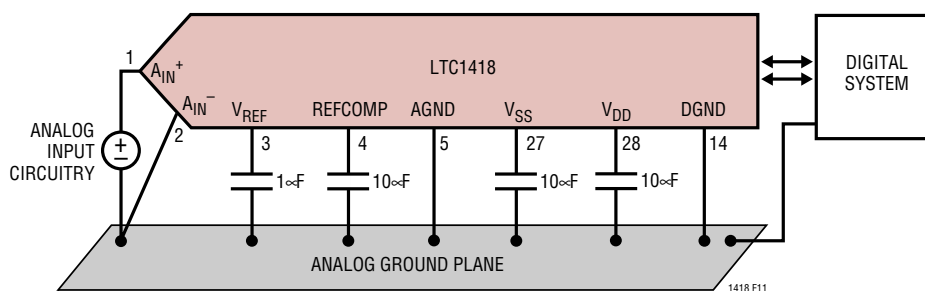 1
A_IN^+
LTC1418
DIGITAL
SYSTEM
A_IN^−
2
V_REF
REFCOMP
AGND
V_SS
V_DD
DGND
ANALOG
INPUT
CIRCUITRY
+
−
3
4
5
27
28
14
1∝F
10∝F
10∝F
10∝F
ANALOG GROUND PLANE
1418 F11